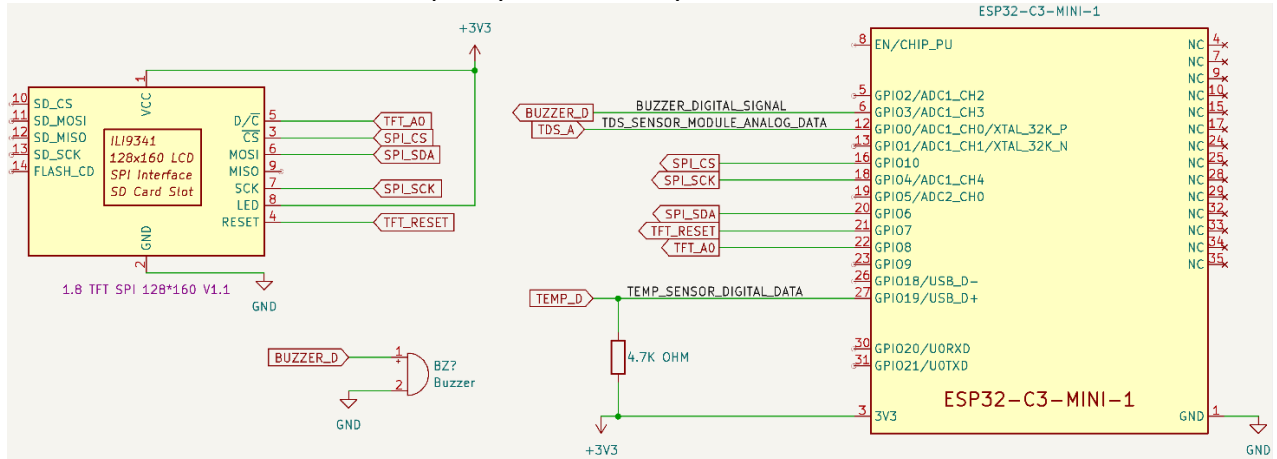 +3V3
10 SD_CS
11 SD_MOSI
12 SD_MISO
13 SD_SCK
14 FLASH_CD
1
VCC
ILI9341
128x160 LCD
SPI Interface
SD Card Slot
D/C 5 TFT_A0
CS 3 SPI_CS
MOSI 6 SPI_SDA
MISO 9
SCK 7 SPI_SCK
LED 8
RESET 4 TFT_RESET
GND
2
1.8 TFT SPI 128*160 V1.1
GND
BUZZER_D 1
+
2
BZ?
Buzzer
GND
ESP32-C3-MINI-1
8 EN/CHIP_PU
5 GPIO2/ADC1_CH2
BUZZER_D BUZZER_DIGITAL_SIGNAL 6 GPIO3/ADC1_CH3
TDS_A TDS_SENSOR_MODULE_ANALOG_DATA 12 GPIO0/ADC1_CH0/XTAL_32K_P
13 GPIO1/ADC1_CH1/XTAL_32K_N
SPI_CS 16 GPIO10
SPI_SCK 18 GPIO4/ADC1_CH4
19 GPIO5/ADC2_CH0
SPI_SDA 20 GPIO6
TFT_RESET 21 GPIO7
TFT_A0 22 GPIO8
23 GPIO9
26 GPIO18/USB_D-
TEMP_D TEMP_SENSOR_DIGITAL_DATA 27 GPIO19/USB_D+
30 GPIO20/U0RXD
31 GPIO21/U0TXD
4.7K OHM
+3V3
3 3V3
ESP32-C3-MINI-1
NC 4
NC 7
NC 9
NC 10
NC 15
NC 17
NC 24
NC 25
NC 28
NC 29
NC 32
NC 33
NC 34
NC 35
GND 1
GND